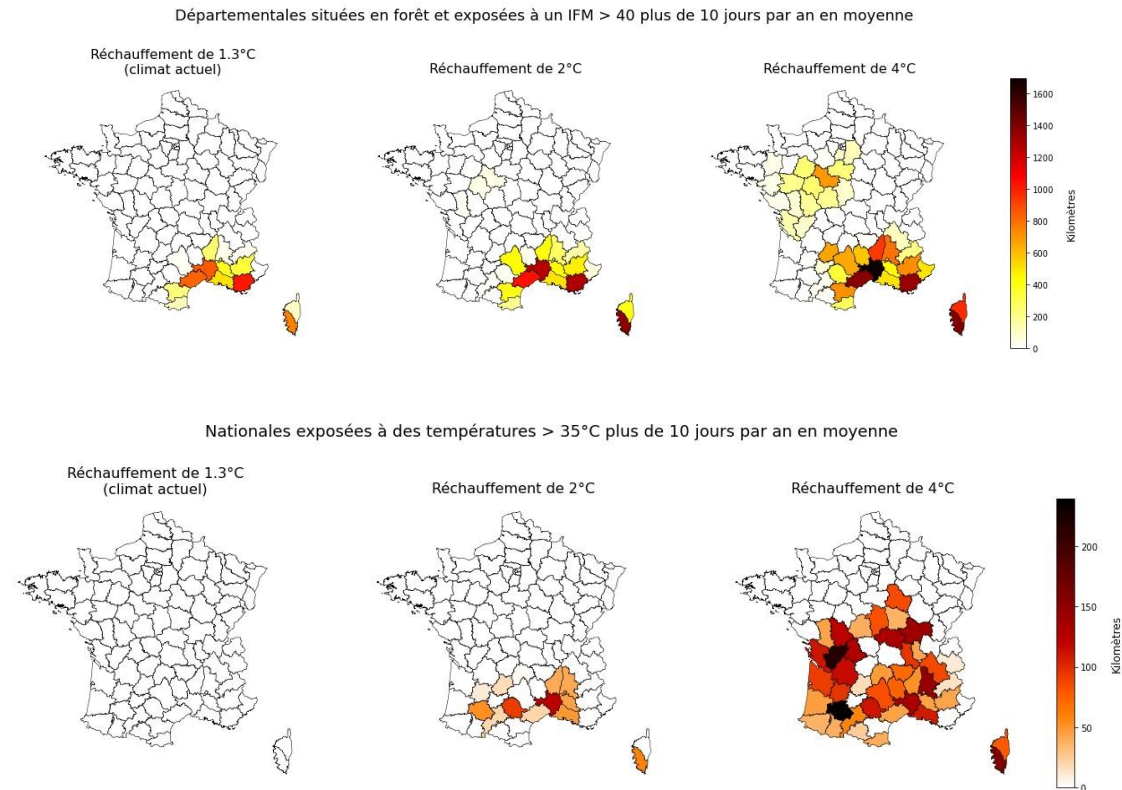 Départementales situées en forêt et exposées à un IFM > 40 plus de 10 jours par an en moyenne
Réchauffement de 1.3°C
(climat actuel)
Réchauffement de 2°C
Réchauffement de 4°C
1600
1400
1200
1000
800
600
400
200
0
Kilomètres
Nationales exposées à des températures > 35°C plus de 10 jours par an en moyenne
Réchauffement de 1.3°C
(climat actuel)
Réchauffement de 2°C
Réchauffement de 4°C
200
150
100
50
0
Kilomètres